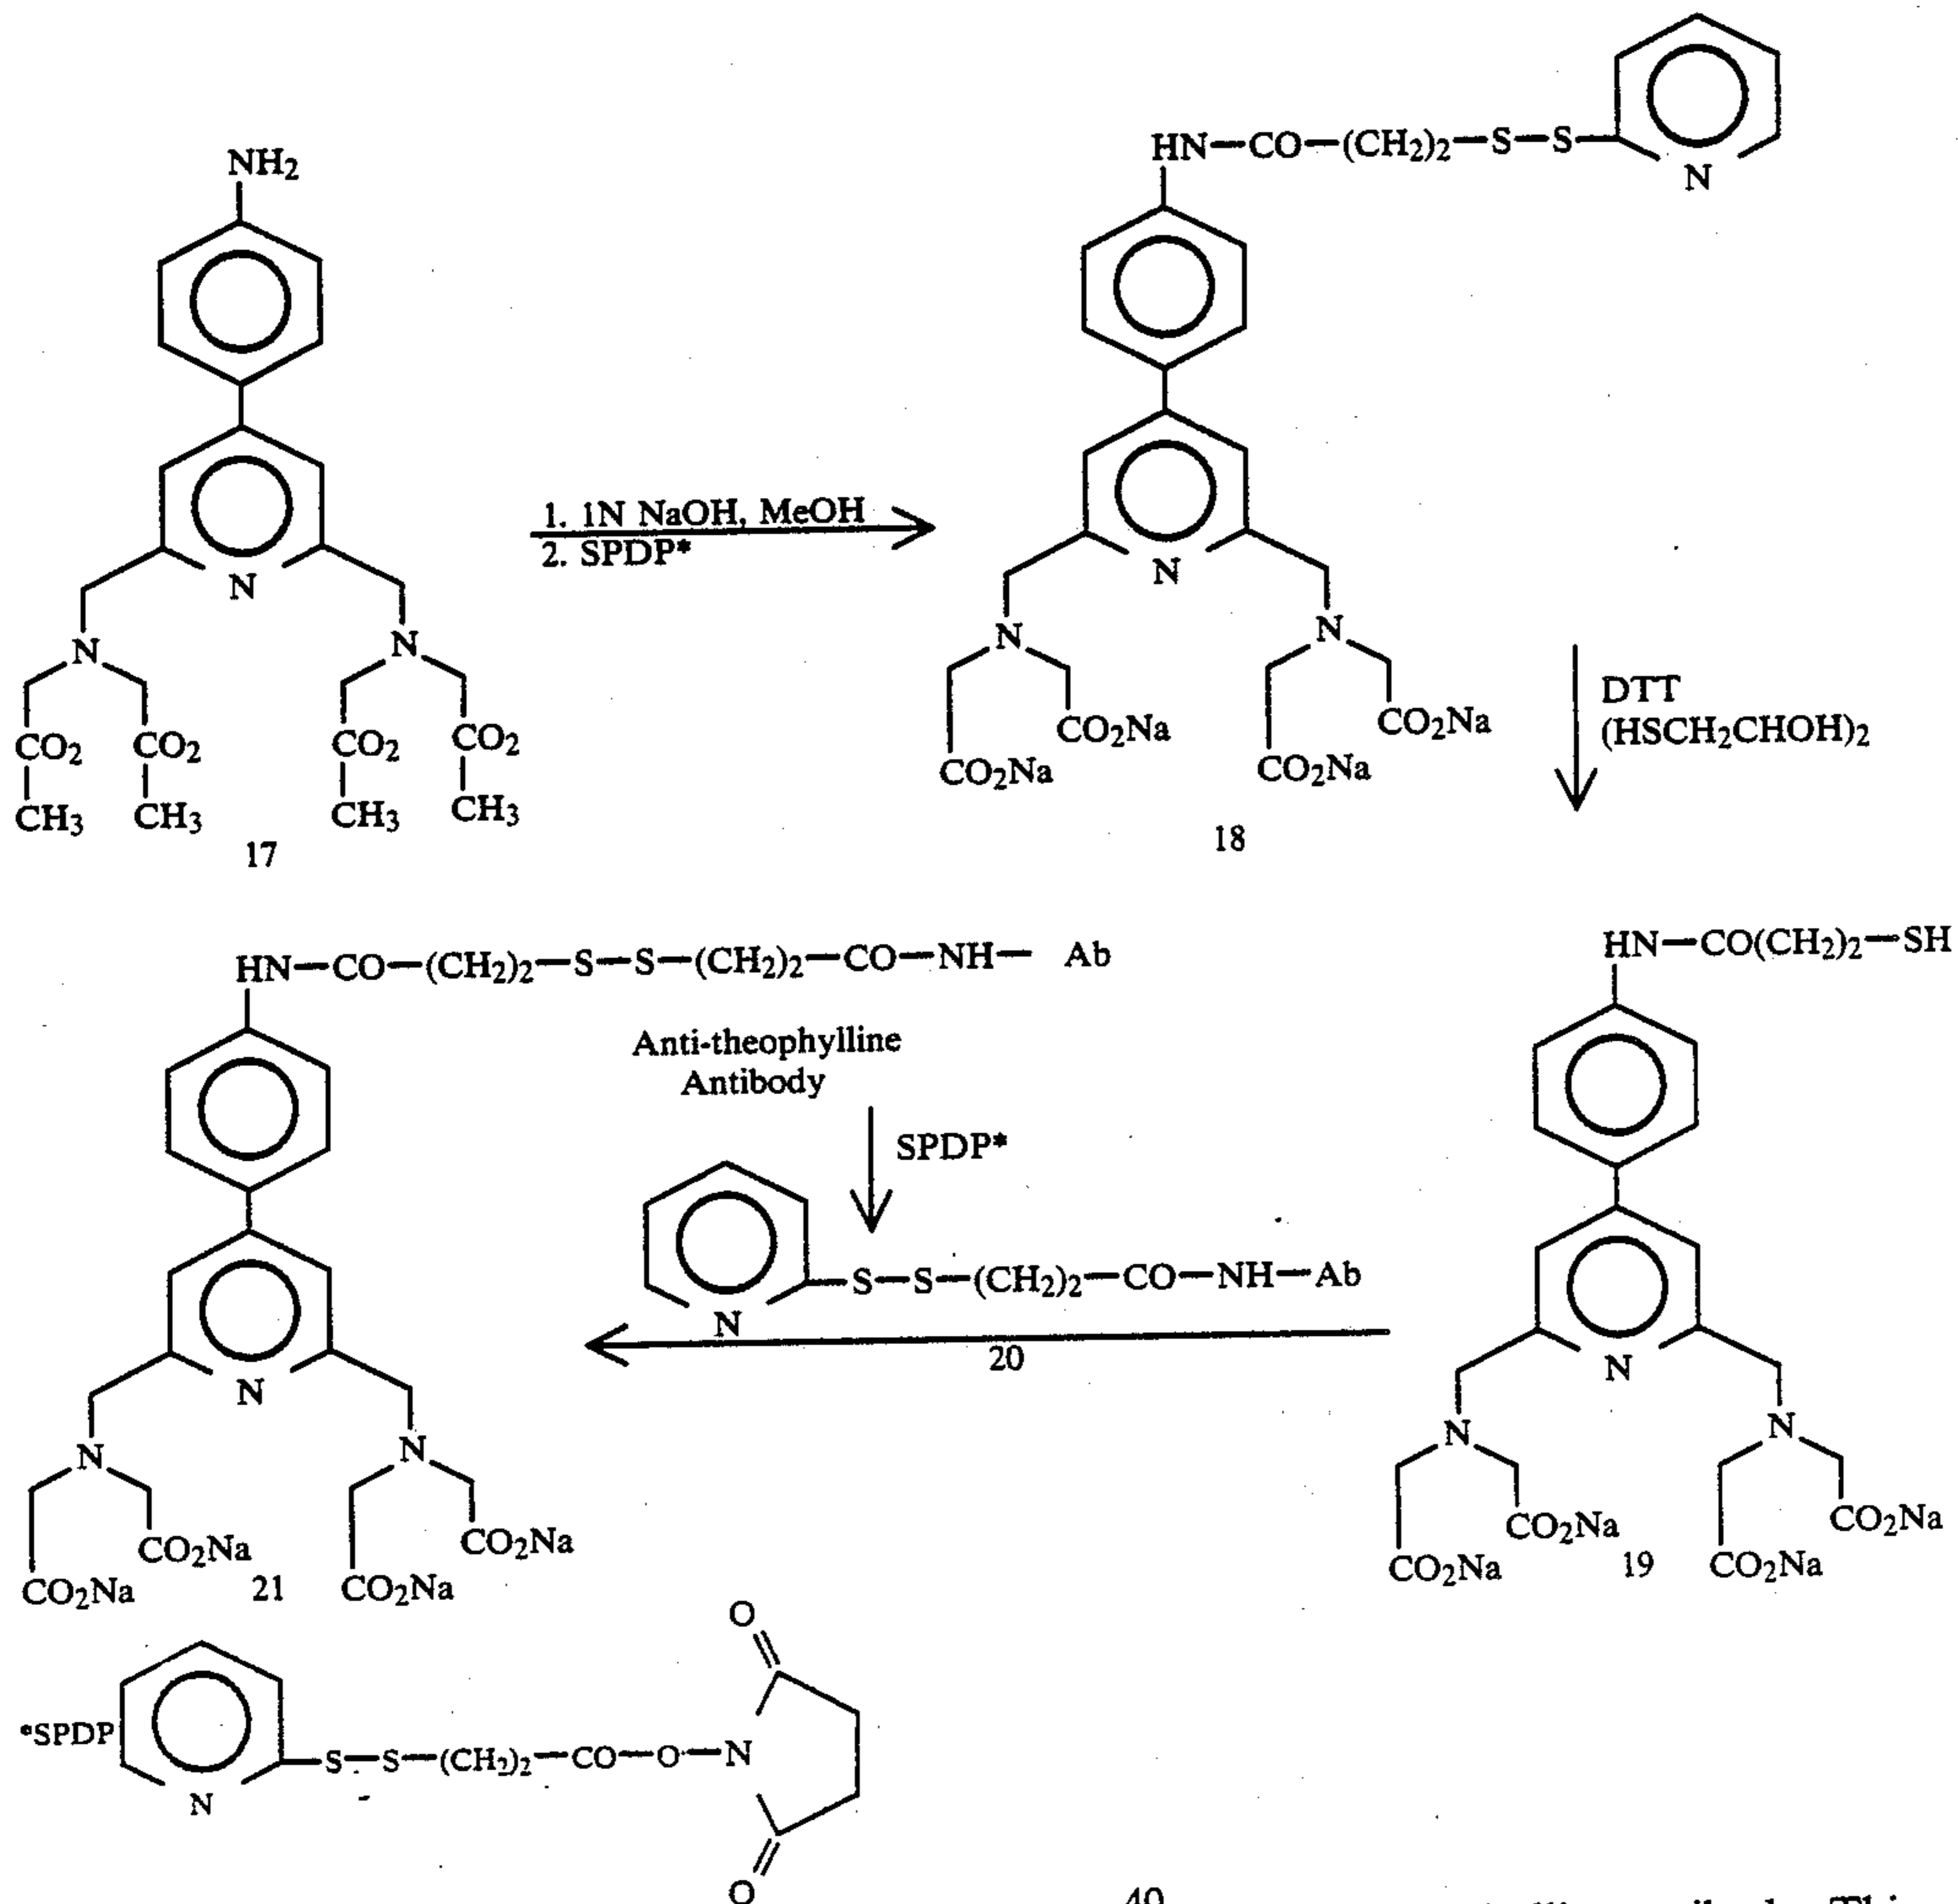 NH2
N
N
N
CO2
CO2
CO2
CO2
CH3
CH3
CH3
CH3
17
1. 1N NaOH, MeOH
2. SPDP*
HN—CO—(CH2)2—S—S
N
N
N
N
CO2Na
CO2Na
CO2Na
CO2Na
18
DTT
(HSCH2CHOH)2
HN—CO(CH2)2—SH
N
N
N
CO2Na
CO2Na
CO2Na
CO2Na
19
Anti-theophylline
Antibody
SPDP*
S—S—(CH2)2—CO—NH—Ab
N
20
HN—CO—(CH2)2—S—S—(CH2)2—CO—NH— Ab
N
N
N
CO2Na
CO2Na
CO2Na
CO2Na
21
*SPDP
N
S—S—(CH2)2—CO—O—N
O
O